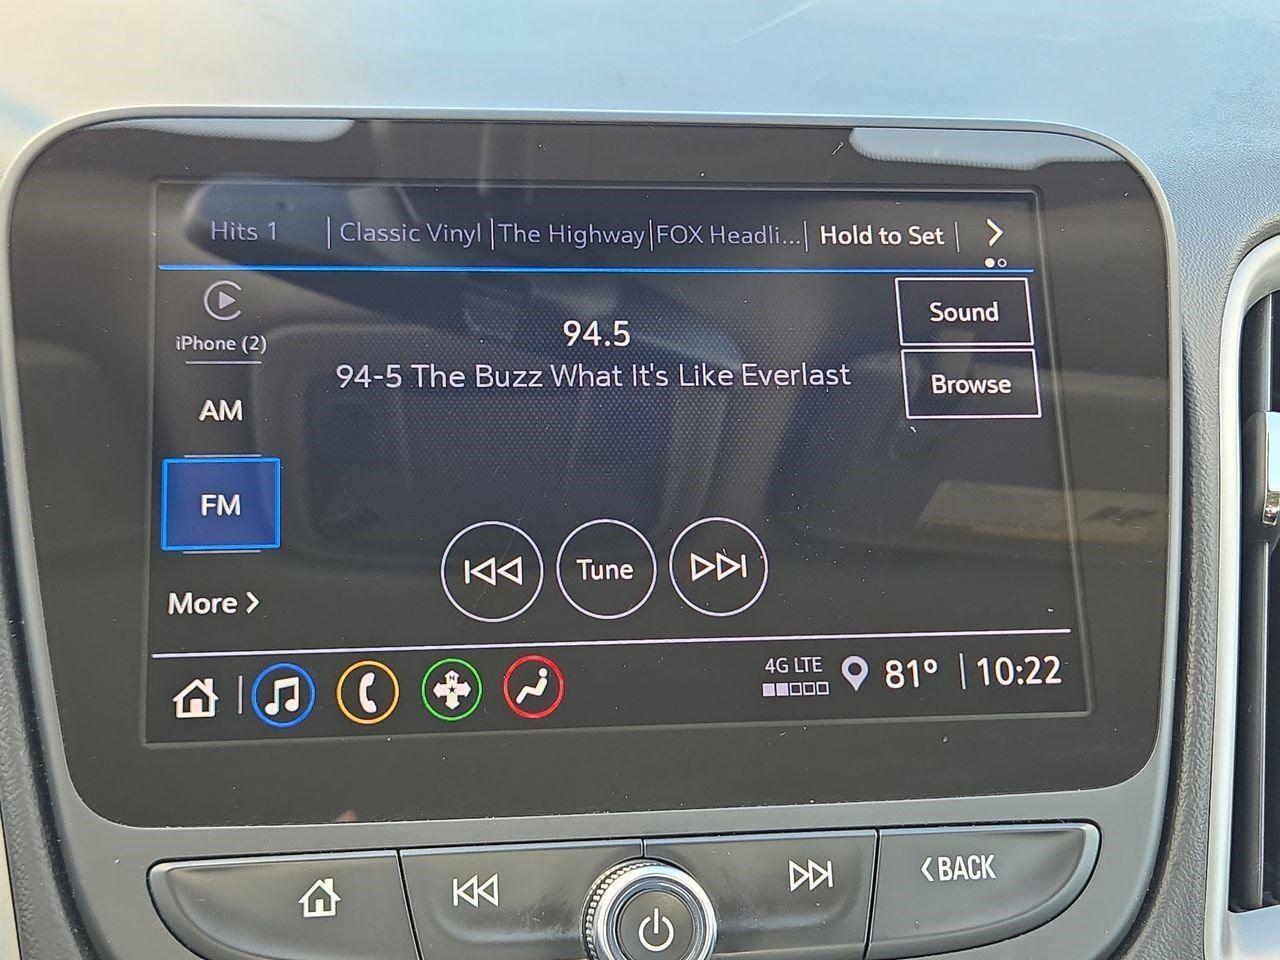 Hits 1 Classic Vinyl The Highway FOX Headli... Hold to Set
iPhone (2)
94.5
Sound
94-5 The Buzz What It's Like Everlast
Browse
AM
FM
Tune
More
4G LTE 81° 10:22
BACK